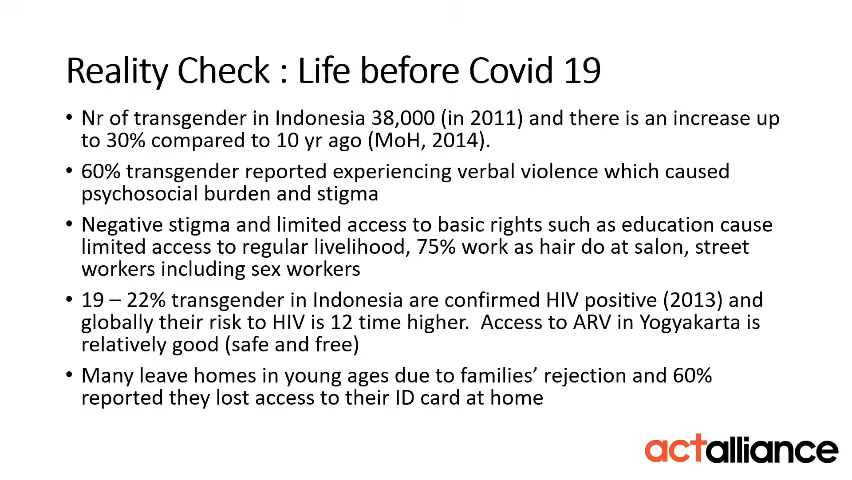 Reality Check : Life before Covid 19
• Nr of transgender in Indonesia 38,000 (in 2011) and there is an increase up
to 30% compared to 10 yr ago (MoH, 2014).
• 60% transgender reported experiencing verbal violence which caused
psychosocial burden and stigma
• Negative stigma and limited access to basic rights such as education cause
limited access to regular livelihood, 75% work as hair do at salon, street
workers including sex workers
• 19 – 22% transgender in Indonesia are confirmed HIV positive (2013) and
globally their risk to HIV is 12 time higher.  Access to ARV in Yogyakarta is
relatively good (safe and free)
• Many leave homes in young ages due to families’ rejection and 60%
reported they lost access to their ID card at home
actalliance